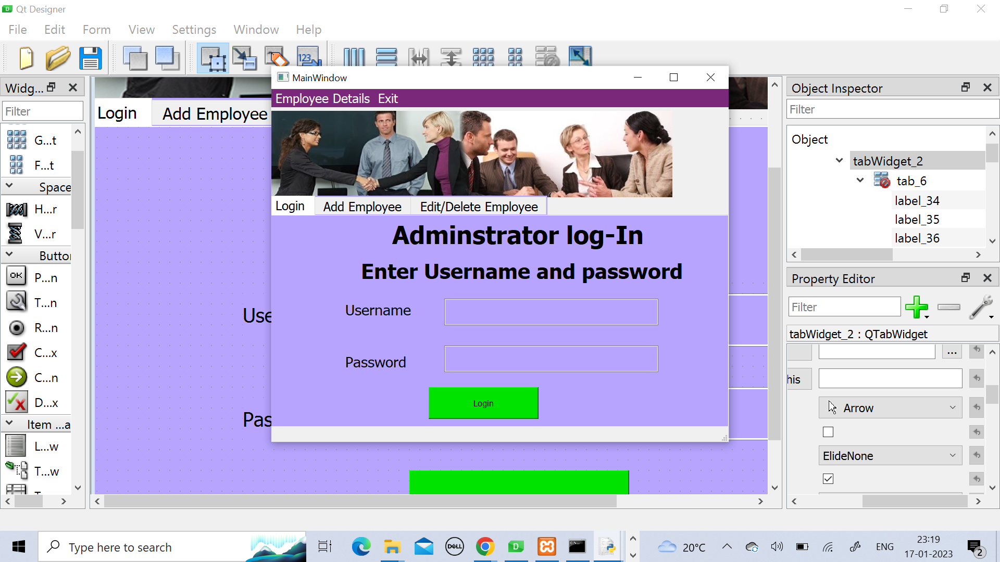 Qt Designer
File Edit Form View Settings Window Help
123
Widg...
Filter
G...t
F...t
Space
H...r
V...r
Butto
OK P...n
T...n
R...n
C...x
C...n
D...x
Item ...a
L...w
T...w
Login Add Employee
Use
Pas
MainWindow
Employee Details Exit
Login Add Employee Edit/Delete Employee
Adminstrator log-In
Enter Username and password
Username
Password
Login
Object Inspector
Filter
Object
tabWidget_2
tab_6
label_34
label_35
label_36
Property Editor
Filter
tabWidget_2 : QTabWidget
...
his
Arrow
ElideNone
Type here to search
DELL
D
20°C
ENG
23:19
17-01-2023
2